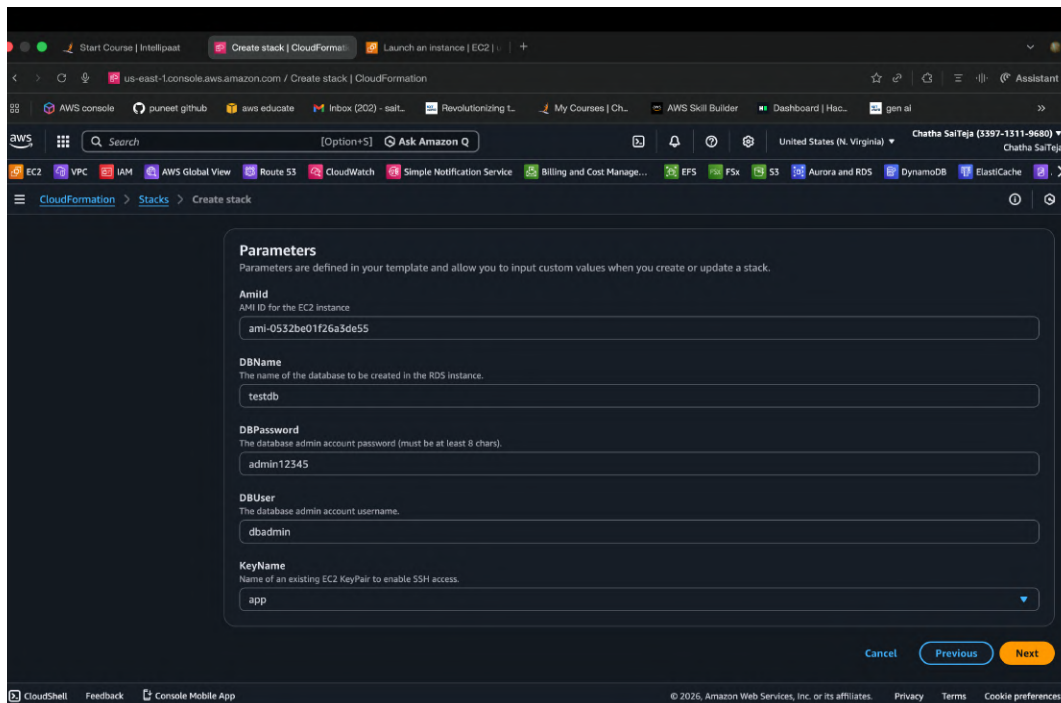 Start Course | Intellipaat
Create stack | CloudFormati
Launch an instance | EC2 | u
us-east-1.console.aws.amazon.com / Create stack | CloudFormation
Assistant
AWS console
puneet github
aws educate
Inbox (202) - sait...
Revolutionizing t...
My Courses | Ch...
AWS Skill Builder
Dashboard | Hac...
gen ai
aws
Search
[Option+S]
Ask Amazon Q
United States (N. Virginia)
Chatha SaiTeja (3397-1311-9680)
Chatha SaiTeja
EC2
VPC
IAM
AWS Global View
Route 53
CloudWatch
Simple Notification Service
Billing and Cost Manage...
EFS
FSx
S3
Aurora and RDS
DynamoDB
ElastiCache
CloudFormation
Stacks
Create stack
Parameters
Parameters are defined in your template and allow you to input custom values when you create or update a stack.
AmiId
AMI ID for the EC2 instance
ami-0532be01f26a3de55
DBName
The name of the database to be created in the RDS instance.
testdb
DBPassword
The database admin account password (must be at least 8 chars).
admin12345
DBUser
The database admin account username.
dbadmin
KeyName
Name of an existing EC2 KeyPair to enable SSH access.
app
Cancel
Previous
Next
CloudShell
Feedback
Console Mobile App
© 2026, Amazon Web Services, Inc. or its affiliates.
Privacy
Terms
Cookie preferences